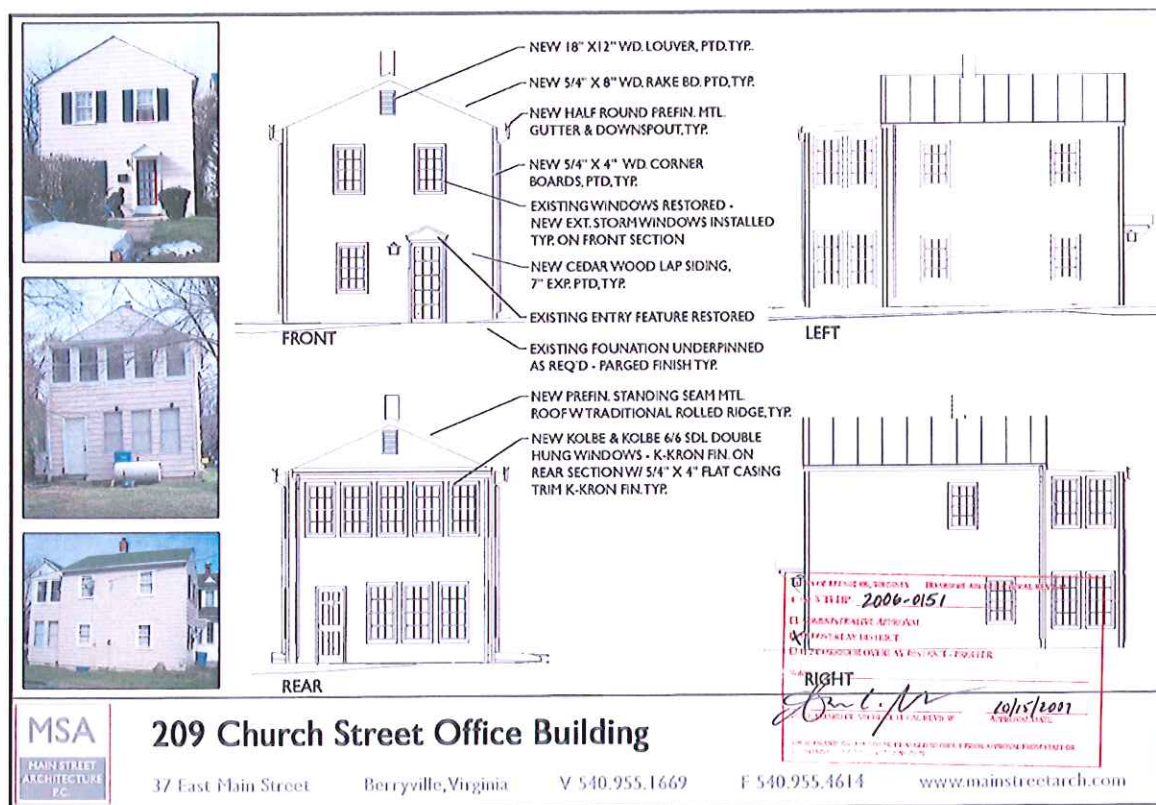 NEW 18" X12" WD. LOUVER, PTD. TYP.
NEW 5/4" X 8" WD. RAKE BD. PTD, TYP.
NEW HALF ROUND PREFIN. MTL.
GUTTER & DOWNSPOUT, TYP.
NEW 5/4" X 4" WD. CORNER
BOARDS, PTD, TYP.
EXISTING WINDOWS RESTORED -
NEW EXT. STORM WINDOWS INSTALLED
TYP. ON FRONT SECTION
NEW CEDAR WOOD LAP SIDING,
7" EXP. PTD, TYP.
EXISTING ENTRY FEATURE RESTORED
EXISTING FOUNATION UNDERPINNED
AS REQ'D - PARGED FINISH TYP.
FRONT
LEFT
NEW PREFIN. STANDING SEAM MTL.
ROOF W TRADITIONAL ROLLED RIDGE, TYP.
NEW KOLBE & KOLBE 6/6 SDL DOUBLE
HUNG WINDOWS - K-KRON FIN. ON
REAR SECTION W/ 5/4" X 4" FLAT CASING
TRIM K-KRON FIN. TYP.
REAR
2006-0151
ADMINISTRATIVE APPROVAL
OVERLAY DISTRICT
RIGHT
10/15/2007
APPROVAL DATE
MSA
MAIN STREET
ARCHITECTURE
P.C.
209 Church Street Office Building
37 East Main Street Berryville, Virginia V 540.955.1669 F 540.955.4614 www.mainstreetarch.com